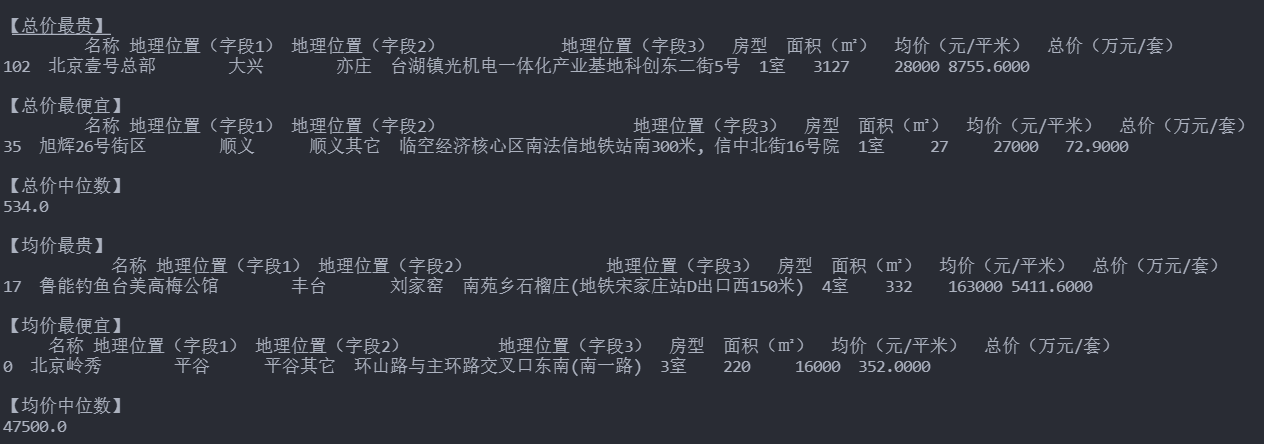 【总价最贵】
名称 地理位置（字段1） 地理位置（字段2） 地理位置（字段3） 房型 面积（㎡） 均价（元/平米） 总价（万元/套）
102 北京壹号总部 大兴 亦庄 台湖镇光机电一体化产业基地科创东二街5号 1室 3127 28000 8755.6000
【总价最便宜】
名称 地理位置（字段1） 地理位置（字段2） 地理位置（字段3） 房型 面积（㎡） 均价（元/平米） 总价（万元/套）
35 旭辉26号街区 顺义 顺义其它 临空经济核心区南法信地铁站南300米, 信中北街16号院 1室 27 27000 72.9000
【总价中位数】
534.0
【均价最贵】
名称 地理位置（字段1） 地理位置（字段2） 地理位置（字段3） 房型 面积（㎡） 均价（元/平米） 总价（万元/套）
17 鲁能钓鱼台美高梅公馆 丰台 刘家窑 南苑乡石榴庄(地铁宋家庄站D出口西150米) 4室 332 163000 5411.6000
【均价最便宜】
名称 地理位置（字段1） 地理位置（字段2） 地理位置（字段3） 房型 面积（㎡） 均价（元/平米） 总价（万元/套）
0 北京岭秀 平谷 平谷其它 环山路与主环路交叉口东南(南一路) 3室 220 16000 352.0000
【均价中位数】
47500.0